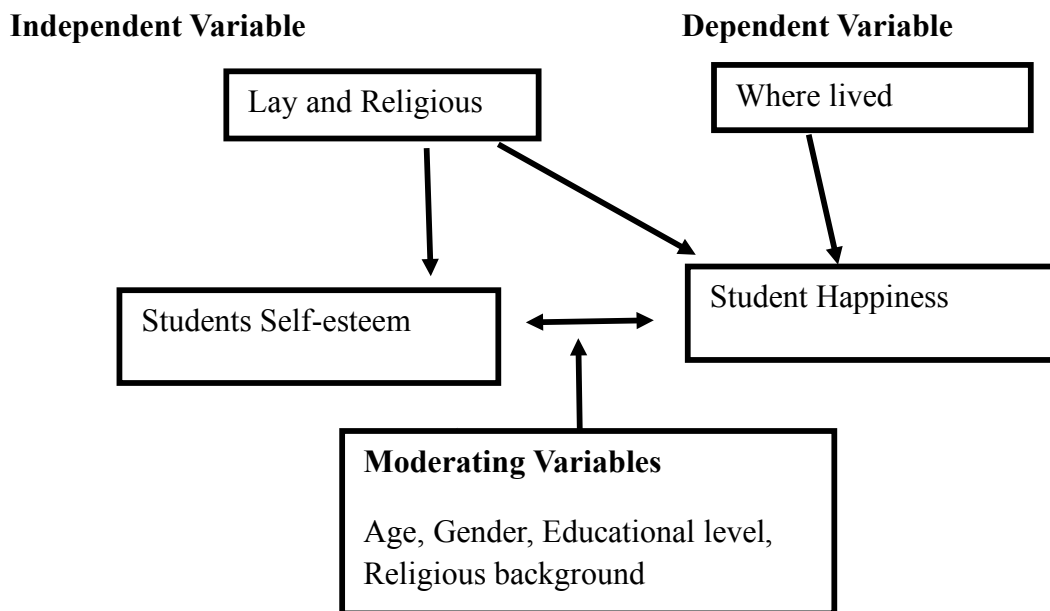 Independent Variable
Dependent Variable
Lay and Religious
Where lived
Students Self-esteem
Student Happiness
Moderating Variables
Age, Gender, Educational level,
Religious background